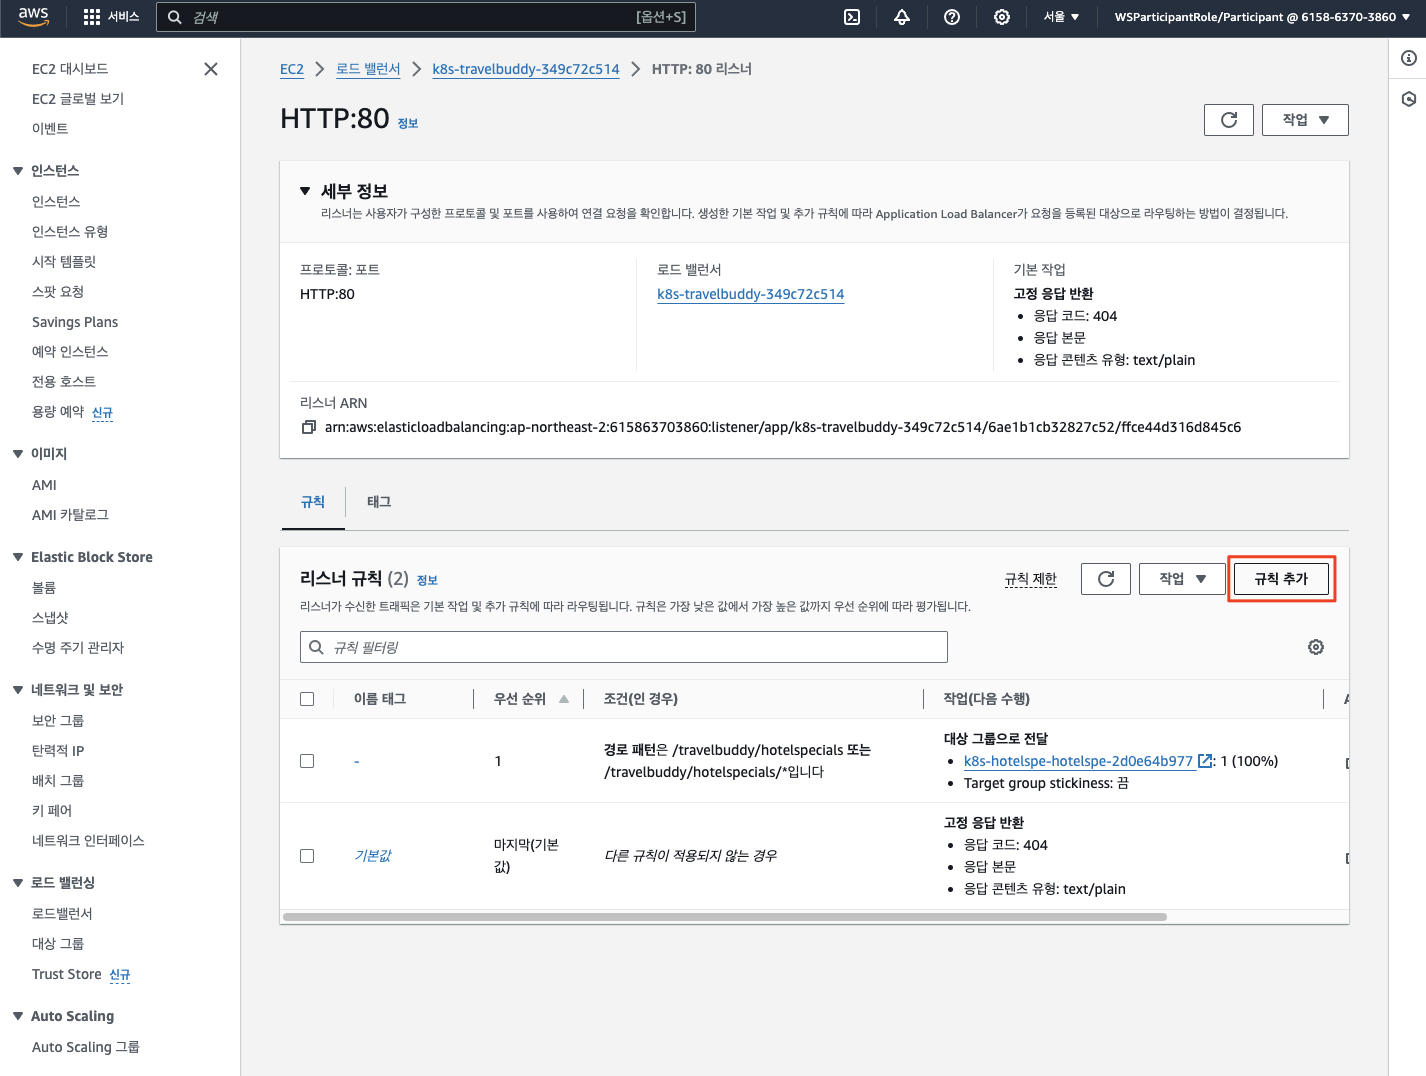 aws
서비스
검색
[옵션+S]
서울
WSParticipantRole/Participant @ 6158-6370-3860
EC2 대시보드
EC2 글로벌 보기
이벤트
인스턴스
인스턴스
인스턴스 유형
시작 템플릿
스팟 요청
Savings Plans
예약 인스턴스
전용 호스트
용량 예약 신규
이미지
AMI
AMI 카탈로그
Elastic Block Store
볼륨
스냅샷
수명 주기 관리자
네트워크 및 보안
보안 그룹
탄력적 IP
배치 그룹
키 페어
네트워크 인터페이스
로드 밸런싱
로드밸런서
대상 그룹
Trust Store 신규
Auto Scaling
Auto Scaling 그룹
EC2 로드 밸런서 k8s-travelbuddy-349c72c514 HTTP: 80 리스너
HTTP:80 정보
작업
세부 정보
리스너는 사용자가 구성한 프로토콜 및 포트를 사용하여 연결 요청을 확인합니다. 생성한 기본 작업 및 추가 규칙에 따라 Application Load Balancer가 요청을 등록된 대상으로 라우팅하는 방법이 결정됩니다.
프로토콜: 포트
HTTP:80
로드 밸런서
k8s-travelbuddy-349c72c514
기본 작업
고정 응답 반환
• 응답 코드: 404
• 응답 본문
• 응답 콘텐츠 유형: text/plain
리스너 ARN
arn:aws:elasticloadbalancing:ap-northeast-2:615863703860:listener/app/k8s-travelbuddy-349c72c514/6ae1b1cb32827c52/ffce44d316d845c6
규칙
태그
리스너 규칙 (2) 정보
규칙 제한
작업
규칙 추가
리스너가 수신한 트래픽은 기본 작업 및 추가 규칙에 따라 라우팅됩니다. 규칙은 가장 낮은 값에서 가장 높은 값까지 우선 순위에 따라 평가됩니다.
규칙 필터링
이름 태그
우선 순위
조건(인 경우)
작업(다음 수행)
-
1
경로 패턴은 /travelbuddy/hotelspecials 또는
/travelbuddy/hotelspecials/*입니다
대상 그룹으로 전달
• k8s-hotelspe-hotelspe-2d0e64b977: 1 (100%)
• Target group stickiness: 끔
기본값
마지막(기본
값)
다른 규칙이 적용되지 않는 경우
고정 응답 반환
• 응답 코드: 404
• 응답 본문
• 응답 콘텐츠 유형: text/plain